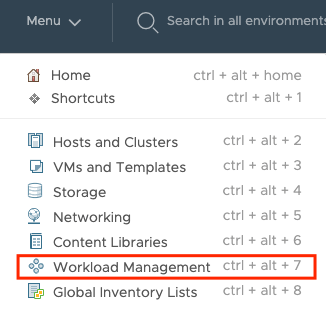 Menu
Search in all environments
Home ctrl + alt + home
Shortcuts ctrl + alt + 1
Hosts and Clusters ctrl + alt + 2
VMs and Templates ctrl + alt + 3
Storage ctrl + alt + 4
Networking ctrl + alt + 5
Content Libraries ctrl + alt + 6
Workload Management ctrl + alt + 7
Global Inventory Lists ctrl + alt + 8